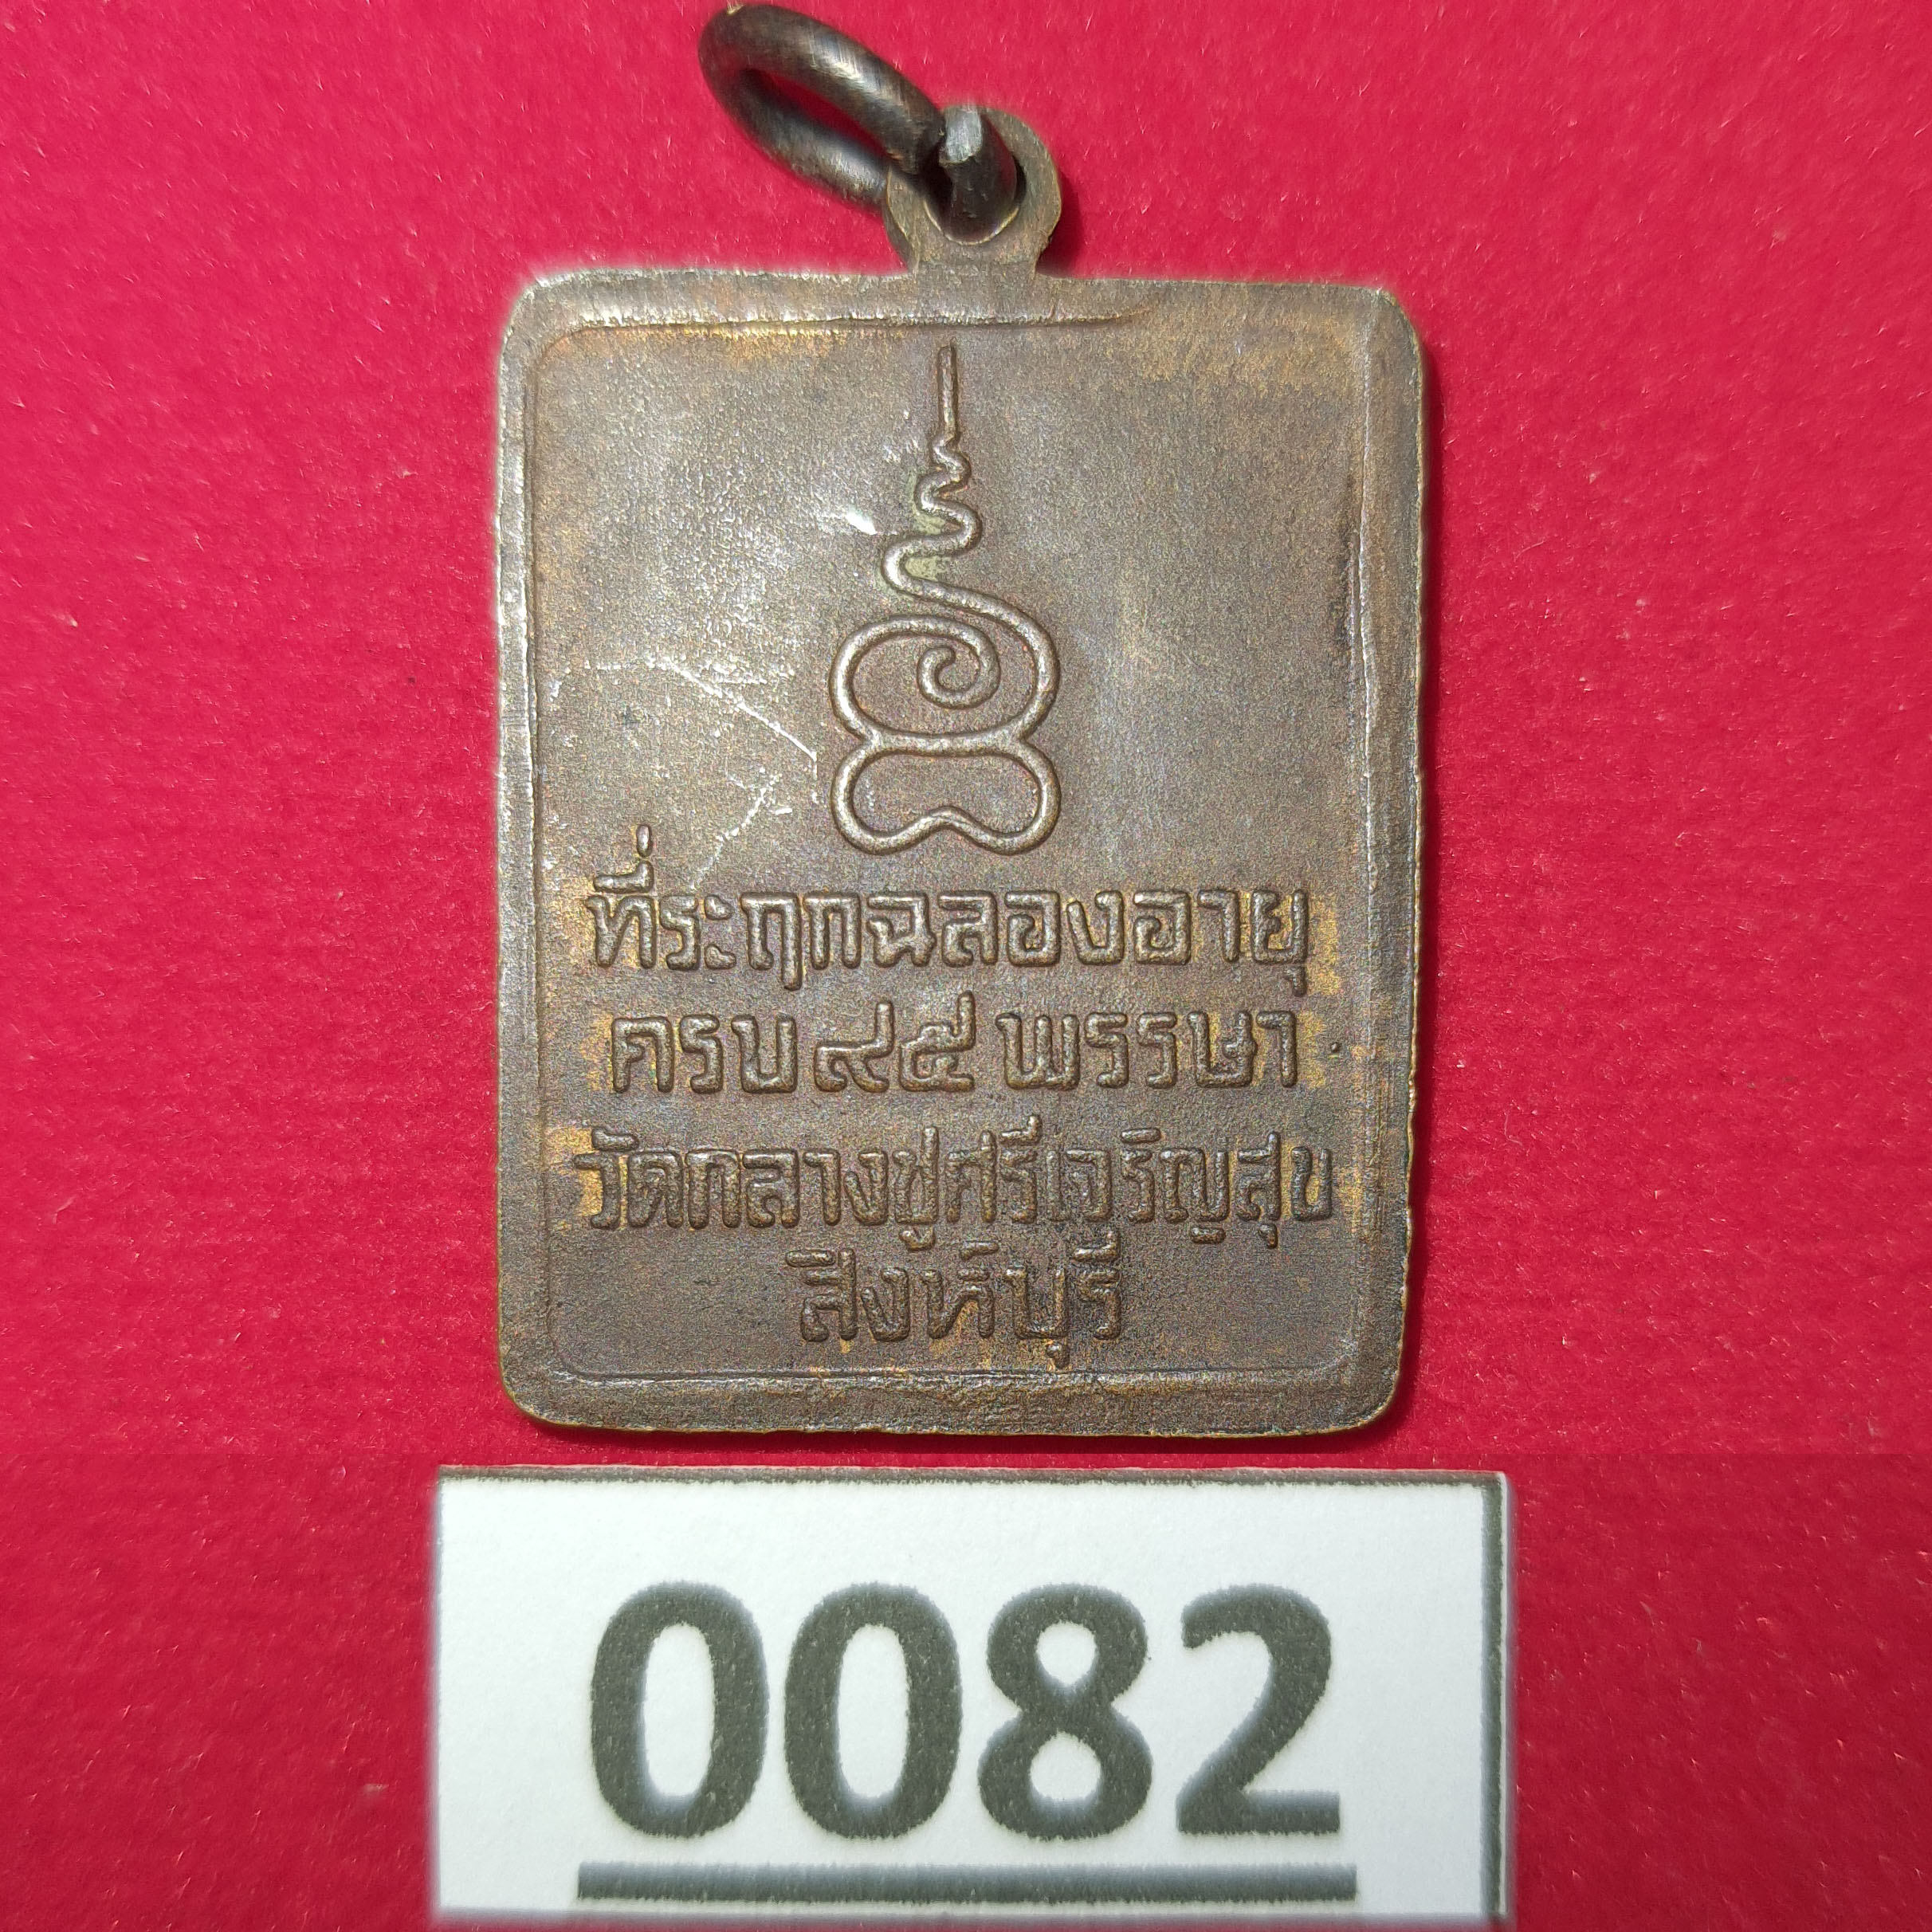 ที่ระฤกฉลองอายุ
ครบ ๙๕ พรรษา
วัดกลางชูศรีเจริญสุข
สิงห์บุรี
0082